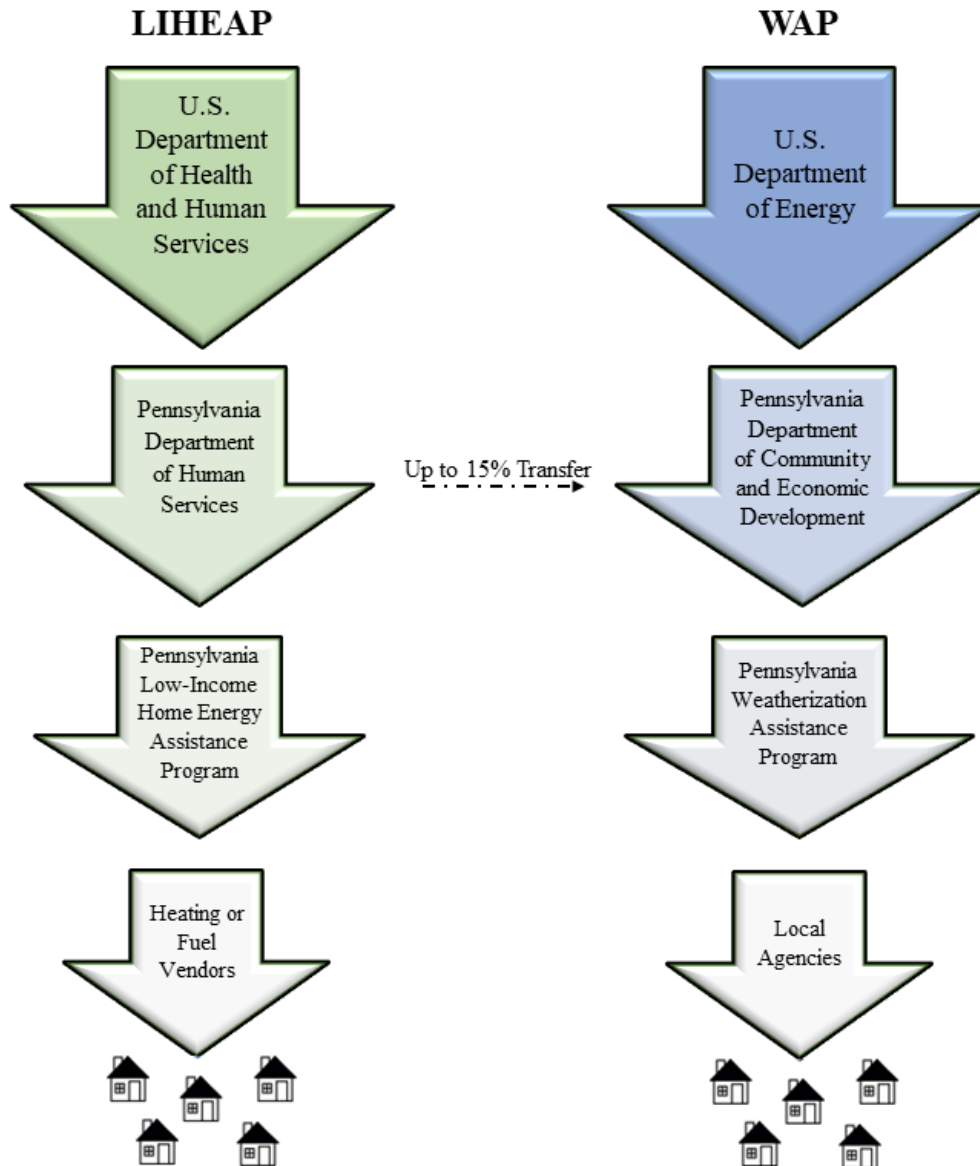 LIHEAP
WAP
U.S.
Department
of Health
and Human
Services
U.S.
Department
of Energy
Pennsylvania
Department
of Human
Services
Up to 15% Transfer
Pennsylvania
Department
of Community
and Economic
Development
Pennsylvania
Low-Income
Home Energy
Assistance
Program
Pennsylvania
Weatherization
Assistance
Program
Heating or
Fuel
Vendors
Local
Agencies